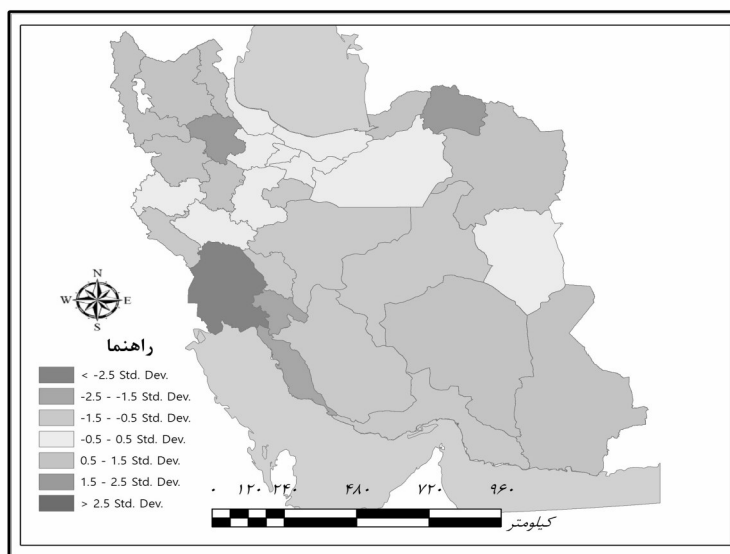 N
W E
S
راهنما
< -2.5 Std. Dev.
-2.5 - -1.5 Std. Dev.
-1.5 - -0.5 Std. Dev.
-0.5 - 0.5 Std. Dev.
0.5 - 1.5 Std. Dev.
1.5 - 2.5 Std. Dev.
> 2.5 Std. Dev.
۰ ۱۲۰ ۲۴۰ ۴۸۰ ۷۲۰ ۹۶۰
کیلومتر